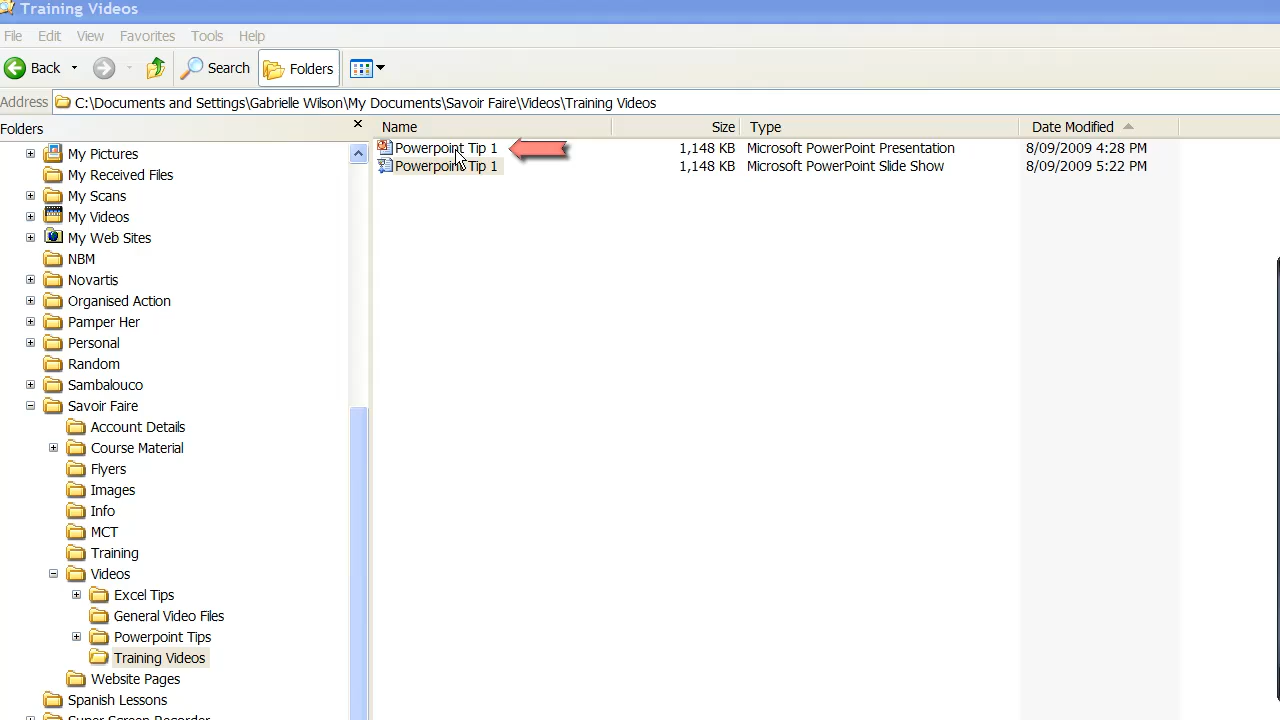 Training Videos
File Edit View Favorites Tools Help
Back Search Folders
Address C:\Documents and Settings\Gabrielle Wilson\My Documents\Savoir Faire\Videos\Training Videos
Folders
Name Size Type Date Modified
Powerpoint Tip 1 1,148 KB Microsoft PowerPoint Presentation 8/09/2009 4:28 PM
Powerpoint Tip 1 1,148 KB Microsoft PowerPoint Slide Show 8/09/2009 5:22 PM
My Pictures
My Received Files
My Scans
My Videos
My Web Sites
NBM
Novartis
Organised Action
Pamper Her
Personal
Random
Sambalouco
Savoir Faire
Account Details
Course Material
Flyers
Images
Info
MCT
Training
Videos
Excel Tips
General Video Files
Powerpoint Tips
Training Videos
Website Pages
Spanish Lessons
Super Screen Recorder